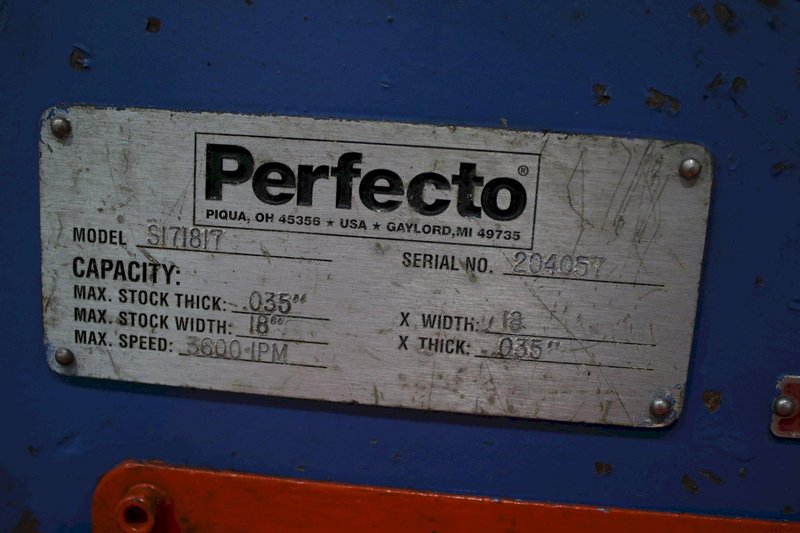 Perfecto®
PIQUA, OH 45356 ★ USA ★ GAYLORD, MI 49735
MODEL S171817
SERIAL NO. 204057
CAPACITY:
MAX. STOCK THICK: .035"
MAX. STOCK WIDTH: 18" X WIDTH: 18
MAX. SPEED: 3600 IPM X THICK: .035"